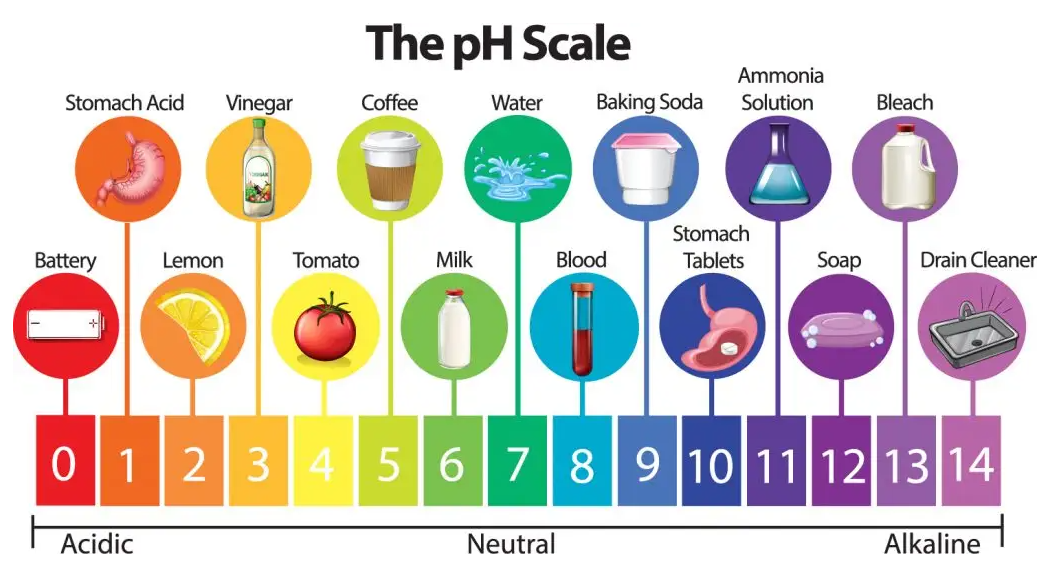 The pH Scale
Ammonia
Stomach Acid Vinegar Coffee Water Baking Soda Solution Bleach
Stomach
Battery Lemon Tomato Milk Blood Tablets Soap Drain Cleaner
0 1 2 3 4 5 6 7 8 9 10 11 12 13 14
Acidic Neutral Alkaline